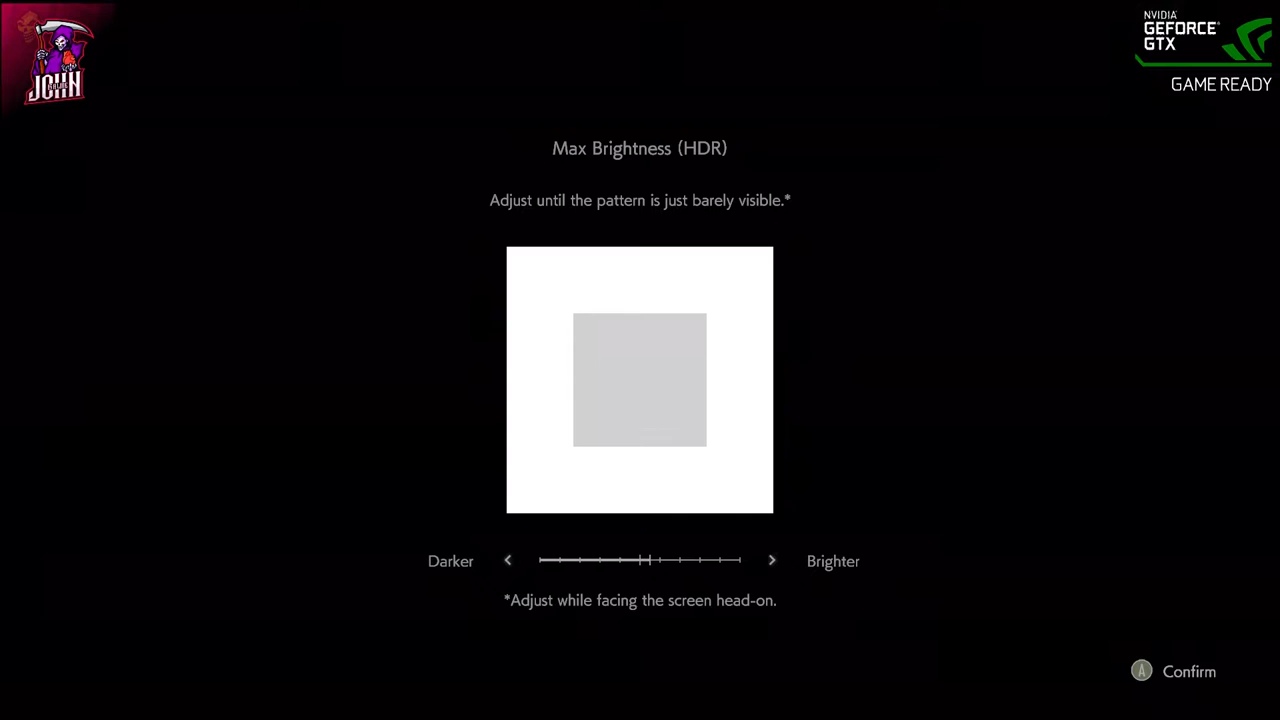 JOHN
NVIDIA
GEFORCE
GTX
GAME READY
Max Brightness (HDR)
Adjust until the pattern is just barely visible.*
Darker
Brighter
*Adjust while facing the screen head-on.
A Confirm